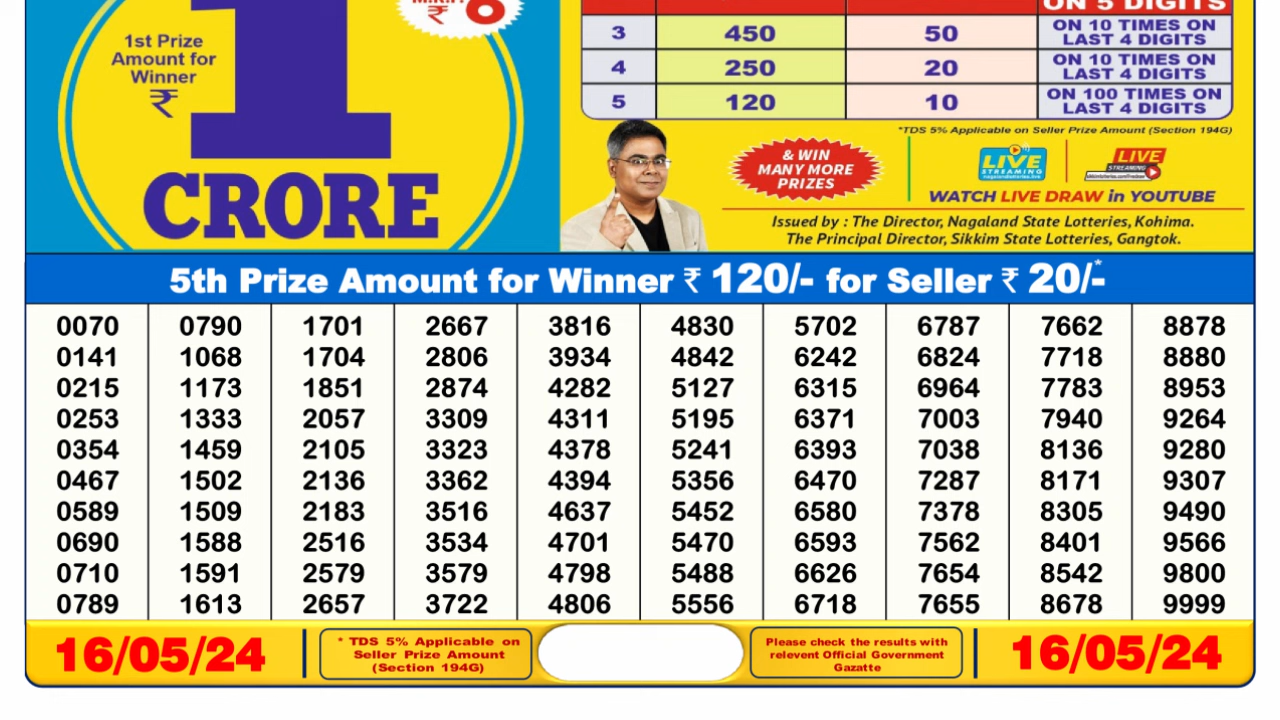 ON 5 DIGITS
1
₹ 6
1st Prize
Amount for
Winner
₹
CRORE
3 450 50 ON 10 TIMES ON
LAST 4 DIGITS
4 250 20 ON 10 TIMES ON
LAST 4 DIGITS
5 120 10 ON 100 TIMES ON
LAST 4 DIGITS
*TDS 5% Applicable on Seller Prize Amount (Section 194G)
& WIN
MANY MORE
PRIZES
LIVE
STREAMING
nagalandlotteries.live
LIVE
STREAMING
WATCH LIVE DRAW in YOUTUBE
Issued by : The Director, Nagaland State Lotteries, Kohima.
The Principal Director, Sikkim State Lotteries, Gangtok.
5th Prize Amount for Winner ₹ 120/- for Seller ₹ 20/-*
0070 0790 1701 2667 3816 4830 5702 6787 7662 8878
0141 1068 1704 2806 3934 4842 6242 6824 7718 8880
0215 1173 1851 2874 4282 5127 6315 6964 7783 8953
0253 1333 2057 3309 4311 5195 6371 7003 7940 9264
0354 1459 2105 3323 4378 5241 6393 7038 8136 9280
0467 1502 2136 3362 4394 5356 6470 7287 8171 9307
0589 1509 2183 3516 4637 5452 6580 7378 8305 9490
0690 1588 2516 3534 4701 5470 6593 7562 8401 9566
0710 1591 2579 3579 4798 5488 6626 7654 8542 9800
0789 1613 2657 3722 4806 5556 6718 7655 8678 9999
16/05/24
* TDS 5% Applicable on
Seller Prize Amount
(Section 194G)
Please check the results with
relevent Official Government
Gazatte
16/05/24